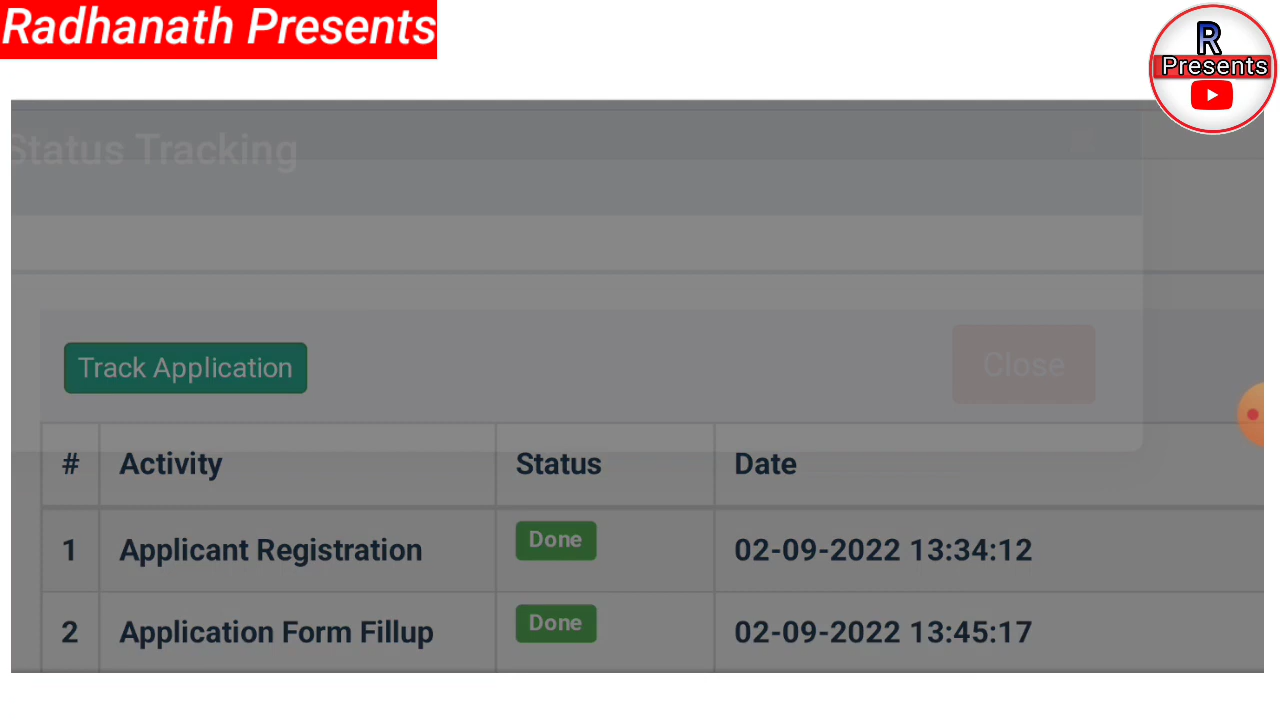 Radhanath Presents
R
Presents
Status Tracking
Track Application
Close
# Activity Status Date
1 Applicant Registration Done 02-09-2022 13:34:12
2 Application Form Fillup Done 02-09-2022 13:45:17